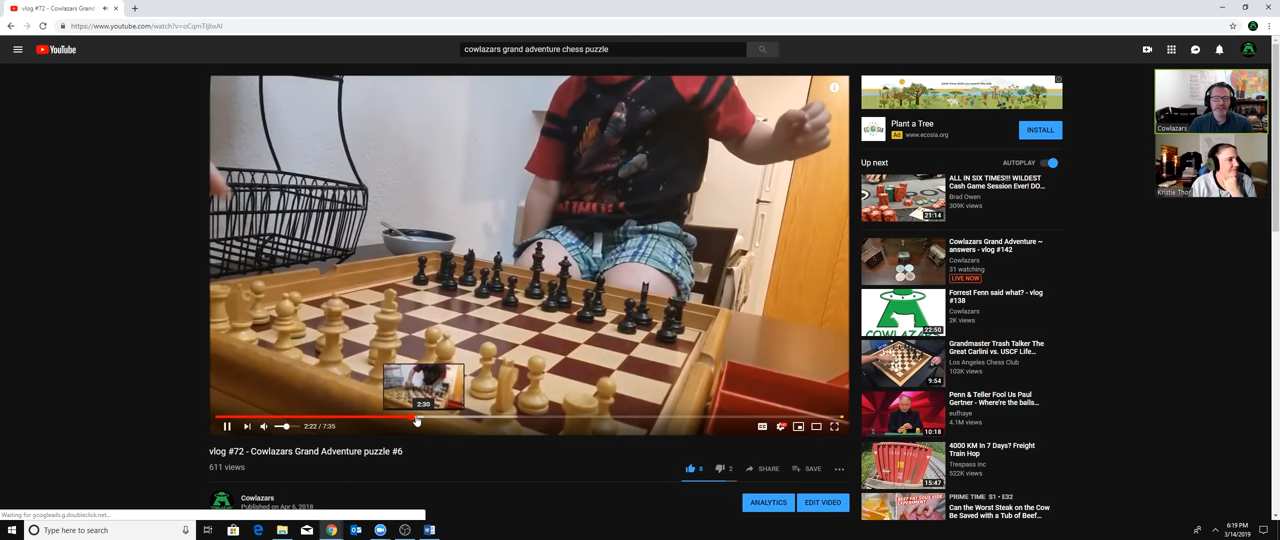 vlog #72 - Cowlazars Grand
https://www.youtube.com/watch?v=oCqmTIjbxAI
YouTube
cowlazars grand adventure chess puzzle
Cowlazars
Kristie Thor
Plant a Tree
Ad www.ecosia.org
INSTALL
Up next
AUTOPLAY
ALL IN SIX TIMES!!! WILDEST
Cash Game Session Ever! DO...
Brad Owen
309K views
21:14
Cowlazars Grand Adventure ~
answers - vlog #142
Cowlazars
31 watching
LIVE NOW
Forrest Fenn said what? - vlog
#138
Cowlazars
2K views
22:50
COWLAZARS
Grandmaster Trash Talker The
Great Carlini vs. USCF Life...
Los Angeles Chess Club
103K views
9:54
Penn & Teller Fool Us Paul
Gertner - Where're the balls...
eufhaye
4.1M views
10:18
4000 KM In 7 Days? Freight
Train Hop
Trespass Inc
522K views
15:47
PRIME TIME S1 • E32
Can the Worst Steak on the Cow
Be Saved with a Tub of Beef...
2:30
2:22 / 7:35
vlog #72 - Cowlazars Grand Adventure puzzle #6
611 views
8
2
SHARE
SAVE
Cowlazars
Published on Apr 6, 2018
ANALYTICS
EDIT VIDEO
Waiting for googleads.g.doubleclick.net...
Type here to search
6:19 PM
3/14/2019